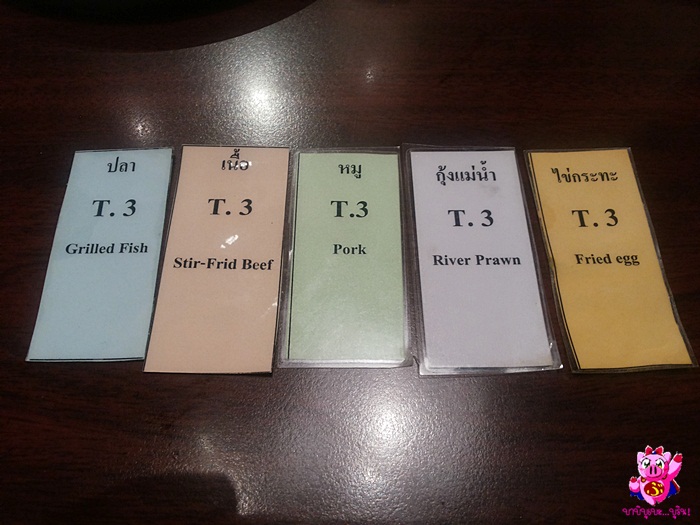 ปลา
T. 3
Grilled Fish
เนื้อ
T. 3
Stir-Frid Beef
หมู
T.3
Pork
กุ้งแม่น้ำ
T. 3
River Prawn
ไข่กระทะ
T. 3
Fried egg